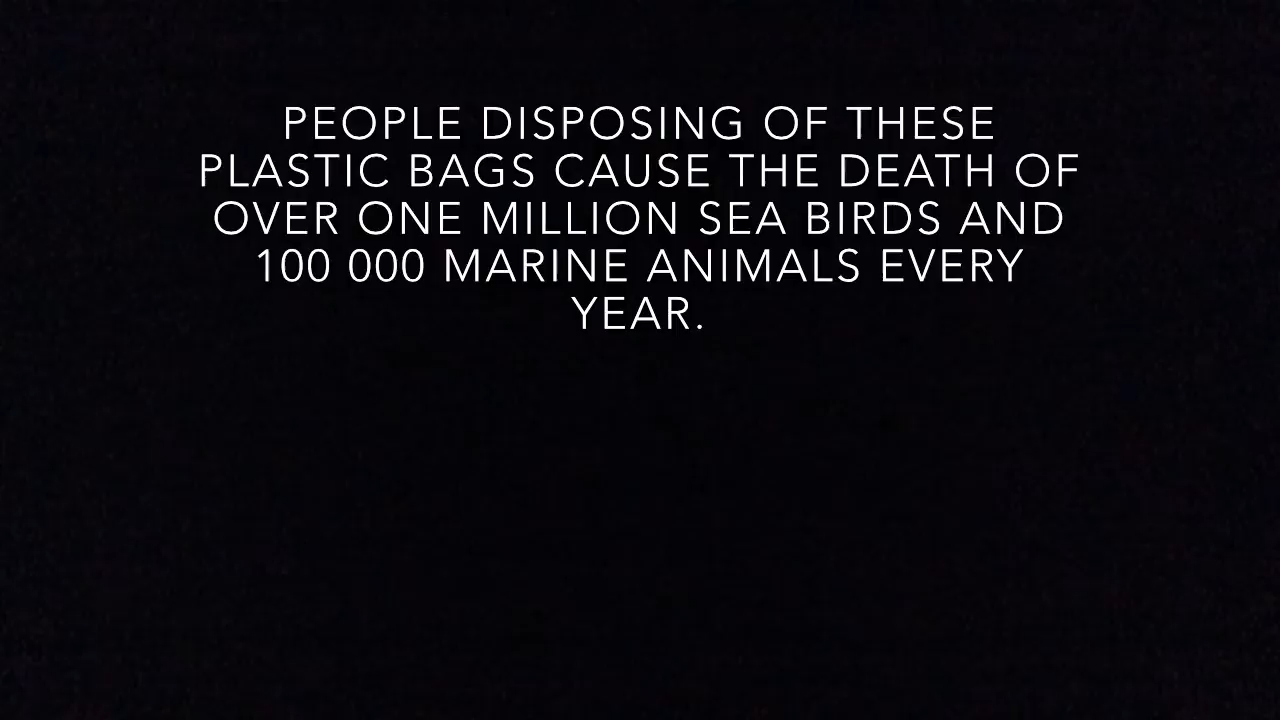 PEOPLE DISPOSING OF THESE
PLASTIC BAGS CAUSE THE DEATH OF
OVER ONE MILLION SEA BIRDS AND
100 000 MARINE ANIMALS EVERY
YEAR.